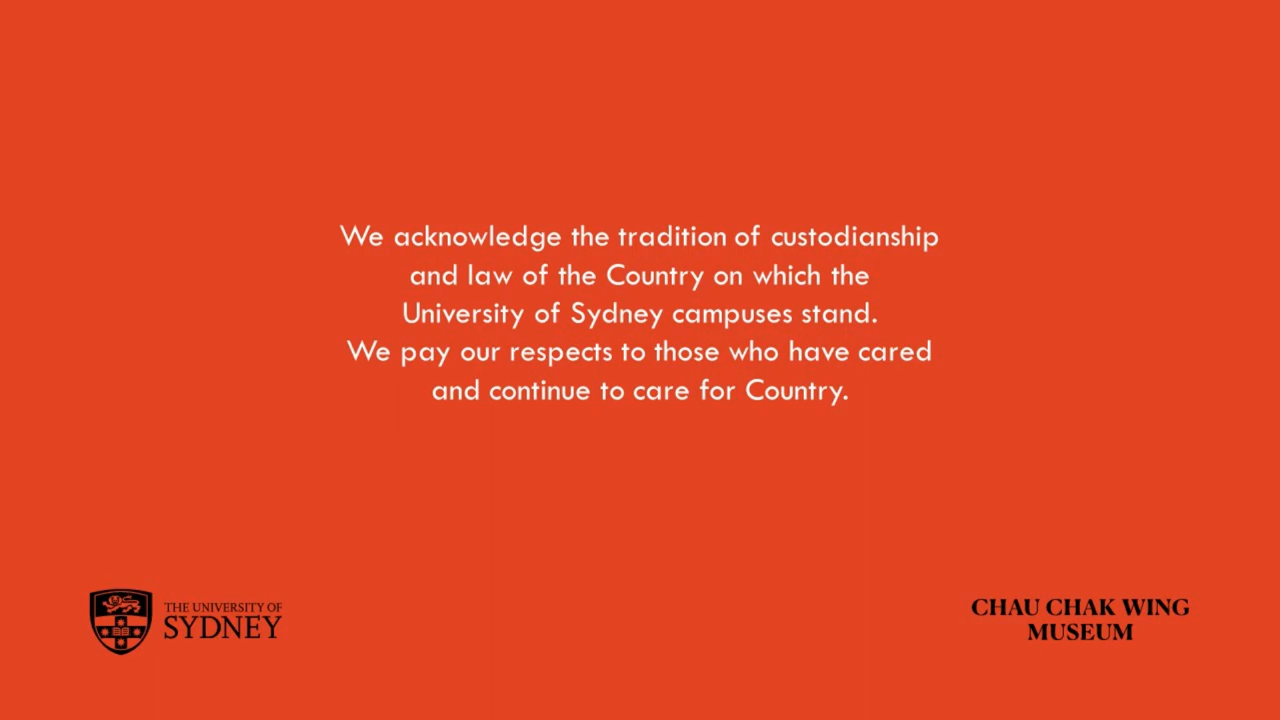 We acknowledge the tradition of custodianship
and law of the Country on which the
University of Sydney campuses stand.
We pay our respects to those who have cared
and continue to care for Country.
THE UNIVERSITY OF
SYDNEY
CHAU CHAK WING
MUSEUM